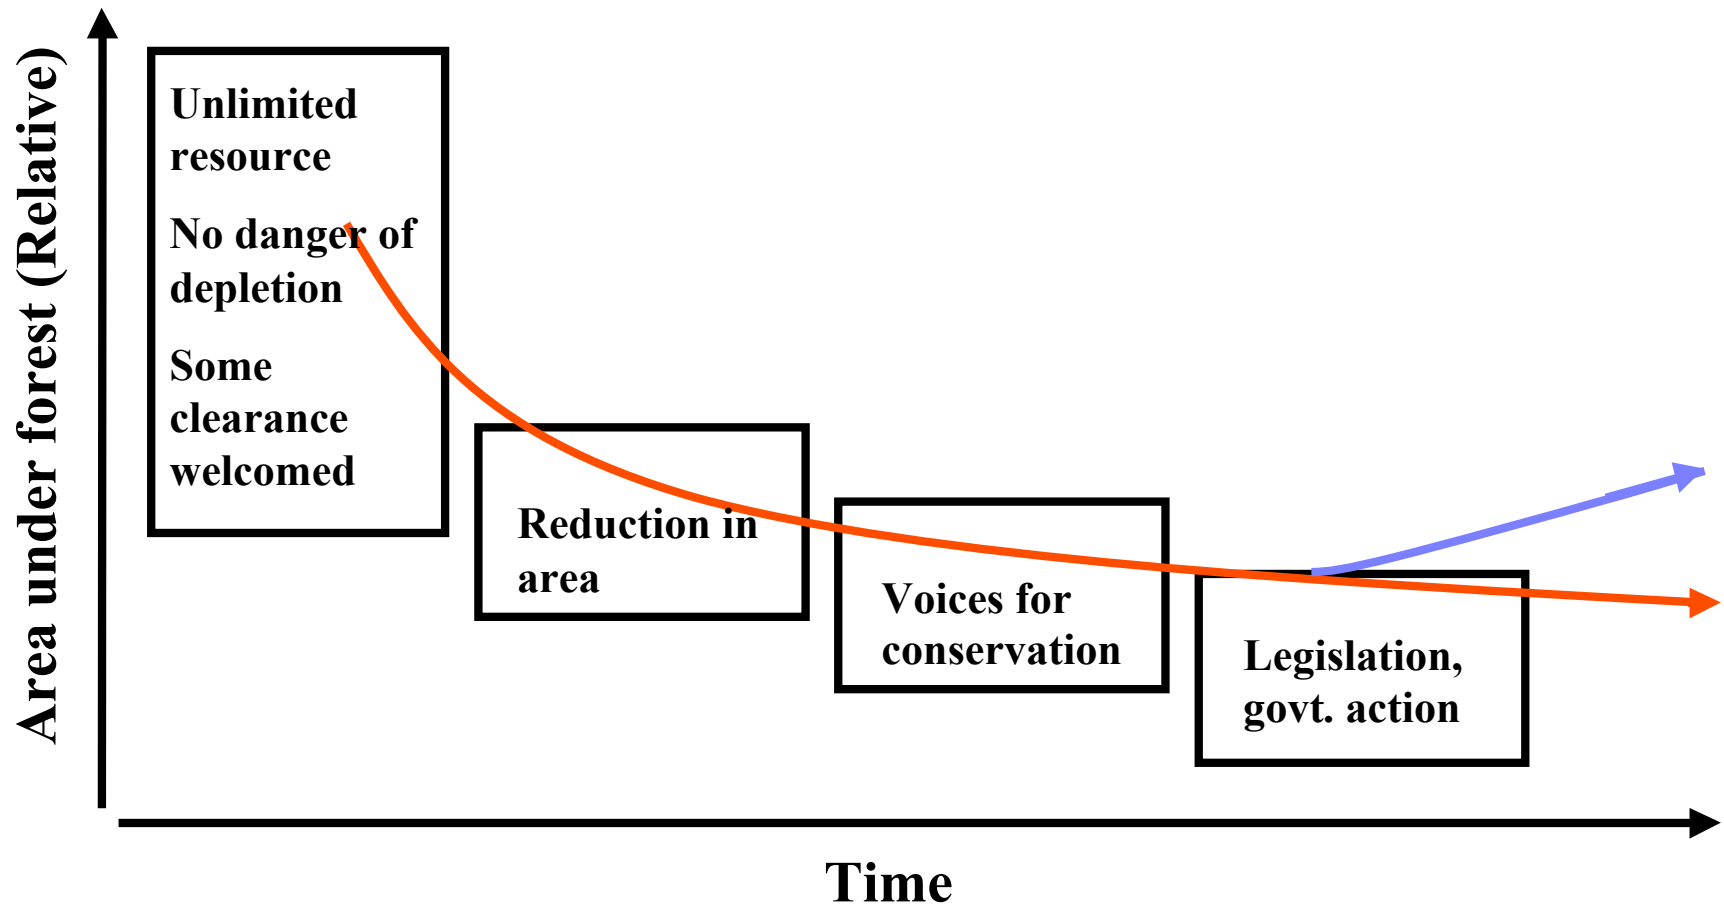 Area under forest (Relative)
Unlimited
resource
No danger of
depletion
Some
clearance
welcomed
Reduction in
area
Voices for
conservation
Legislation,
govt. action
Time